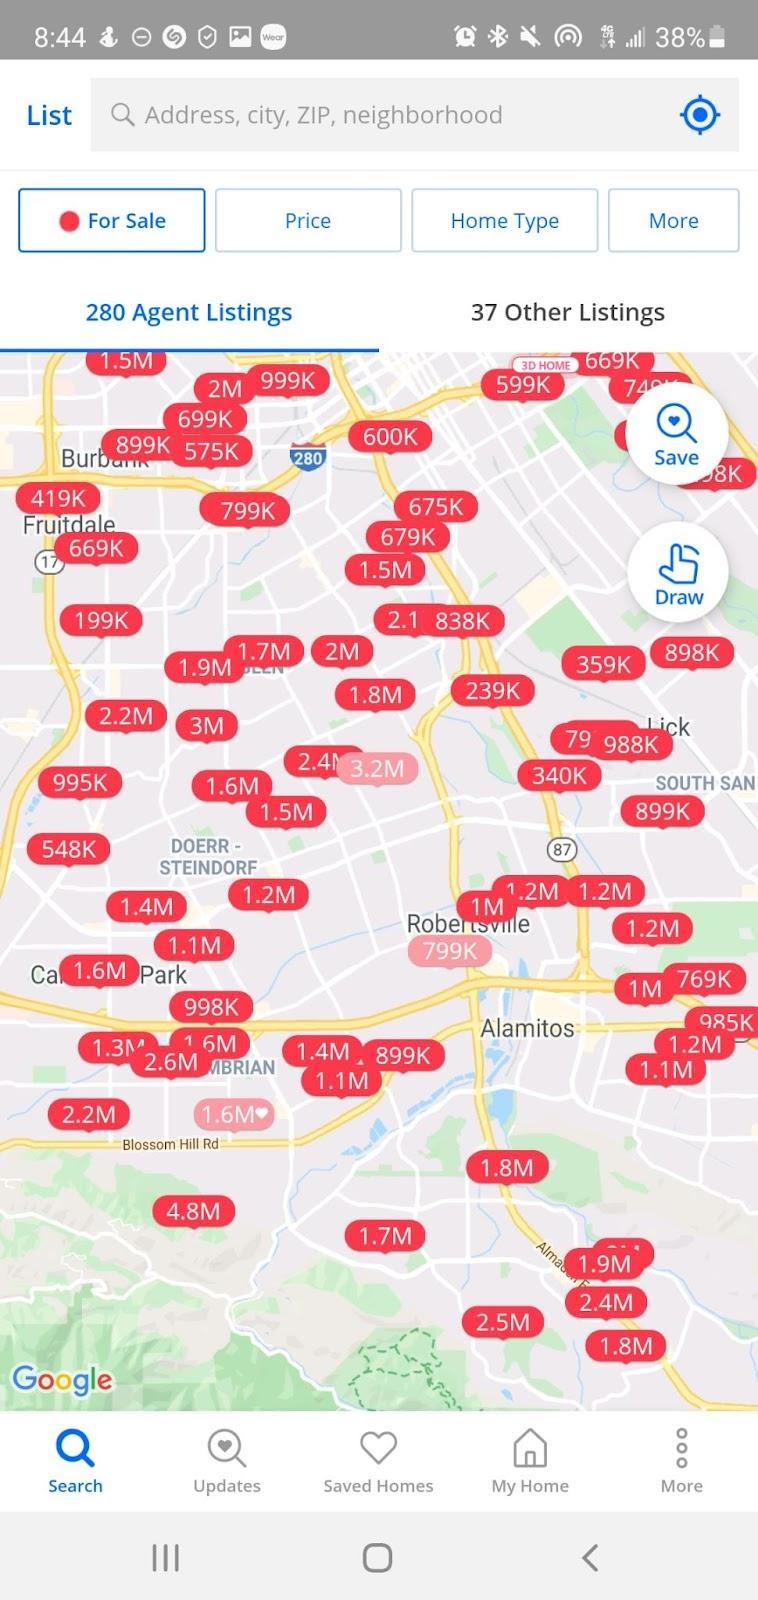 8:44 Wear 4G 38%
List Address, city, ZIP, neighborhood
For Sale Price Home Type More
280 Agent Listings 37 Other Listings
1.5M 3D HOME 669K
2M 999K 599K 749K
699K
899K 575K 600K Save
Burbank 280 98K
419K 799K 675K
Fruitdale 679K
17 669K 1.5M
Draw
199K 2.1 838K
1.9M 1.7M 2M 359K 898K
1.8M 239K
2.2M 3M Lick
79 988K
2.4M 3.2M 340K
995K 1.6M SOUTH SAN
1.5M 899K
548K DOERR - 87
STEINDORF
1.2M 1.2M 1.2M
1.4M 1M
Robertsville 1.2M
1.1M 799K
Ca 1.6M Park 1M 769K
998K
Alamitos 985K
1.3M 1.6M 1.4M 899K 1.2M
2.6M MBRIAN 1.1M 1.1M
2.2M 1.6M
Blossom Hill Rd
1.8M
4.8M
1.7M
Almaden E 1.9M
2.4M
2.5M
1.8M
Google
Search Updates Saved Homes My Home More